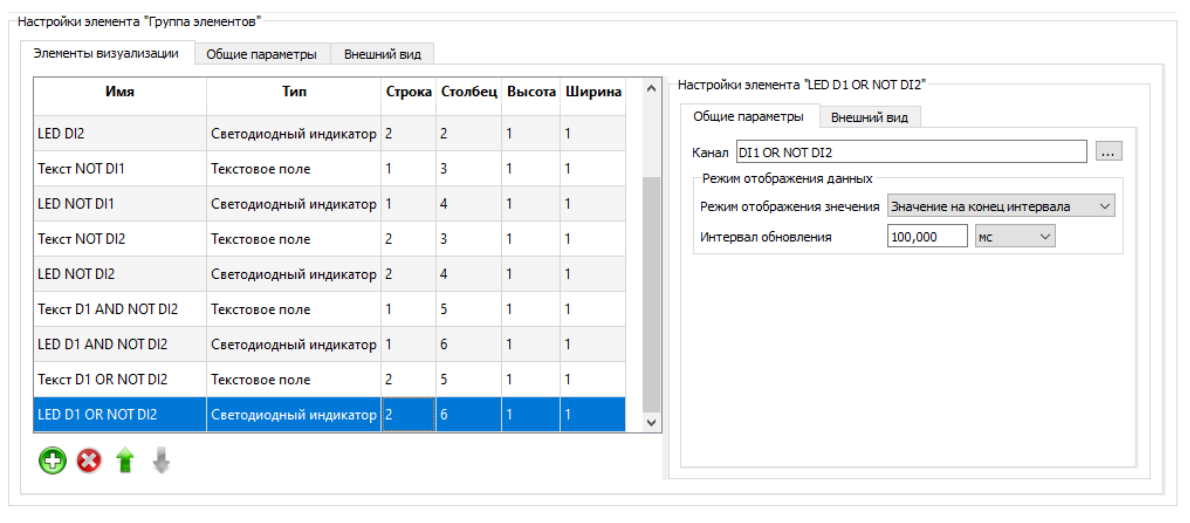 Настройки элемента "Группа элементов"
Элементы визуализации Общие параметры Внешний вид
Имя Тип Строка Столбец Высота Ширина
LED DI2 Светодиодный индикатор 2 2 1 1
Текст NOT DI1 Текстовое поле 1 3 1 1
LED NOT DI1 Светодиодный индикатор 1 4 1 1
Текст NOT DI2 Текстовое поле 2 3 1 1
LED NOT DI2 Светодиодный индикатор 2 4 1 1
Текст D1 AND NOT DI2 Текстовое поле 1 5 1 1
LED D1 AND NOT DI2 Светодиодный индикатор 1 6 1 1
Текст D1 OR NOT DI2 Текстовое поле 2 5 1 1
LED D1 OR NOT DI2 Светодиодный индикатор 2 6 1 1
Настройки элемента "LED D1 OR NOT DI2"
Общие параметры Внешний вид
Канал DI1 OR NOT DI2 ...
Режим отображения данных
Режим отображения знечения Значение на конец интервала
Интервал обновления 100,000 мс